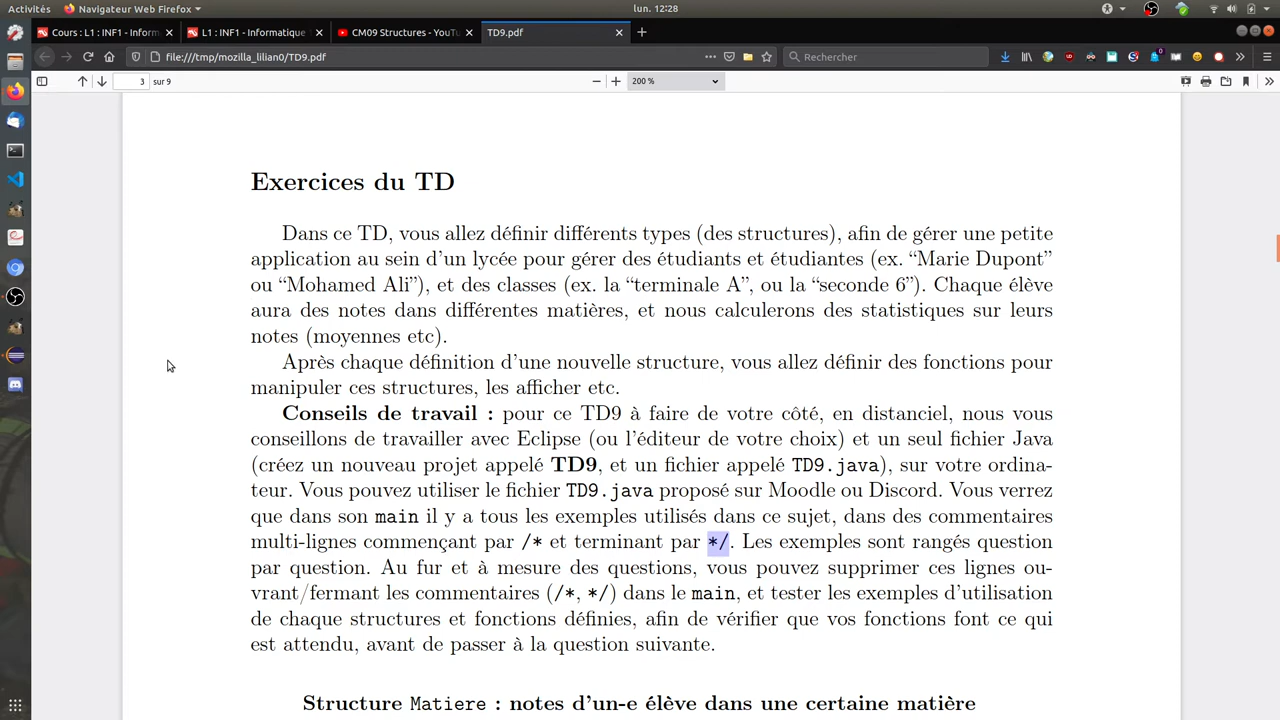 Activités
Navigateur Web Firefox
lun. 12:28
Cours : L1 : INF1 - Inform
L1 : INF1 - Informatique
CM09 Structures - YouTu
TD9.pdf
file:///tmp/mozilla_lilian0/TD9.pdf
Rechercher
3 sur 9
200 %
Exercices du TD
Dans ce TD, vous allez définir différents types (des structures), afin de gérer une petite
application au sein d'un lycée pour gérer des étudiants et étudiantes (ex. “Marie Dupont”
ou “Mohamed Ali”), et des classes (ex. la “terminale A”, ou la “seconde 6”). Chaque élève
aura des notes dans différentes matières, et nous calculerons des statistiques sur leurs
notes (moyennes etc).
Après chaque définition d'une nouvelle structure, vous allez définir des fonctions pour
manipuler ces structures, les afficher etc.
Conseils de travail : pour ce TD9 à faire de votre côté, en distanciel, nous vous
conseillons de travailler avec Eclipse (ou l'éditeur de votre choix) et un seul fichier Java
(créez un nouveau projet appelé TD9, et un fichier appelé TD9.java), sur votre ordina-
teur. Vous pouvez utiliser le fichier TD9.java proposé sur Moodle ou Discord. Vous verrez
que dans son main il y a tous les exemples utilisés dans ce sujet, dans des commentaires
multi-lignes commençant par /* et terminant par */. Les exemples sont rangés question
par question. Au fur et à mesure des questions, vous pouvez supprimer ces lignes ou-
vrant/fermant les commentaires (/*, */) dans le main, et tester les exemples d'utilisation
de chaque structures et fonctions définies, afin de vérifier que vos fonctions font ce qui
est attendu, avant de passer à la question suivante.
Structure Matiere : notes d'un-e élève dans une certaine matière